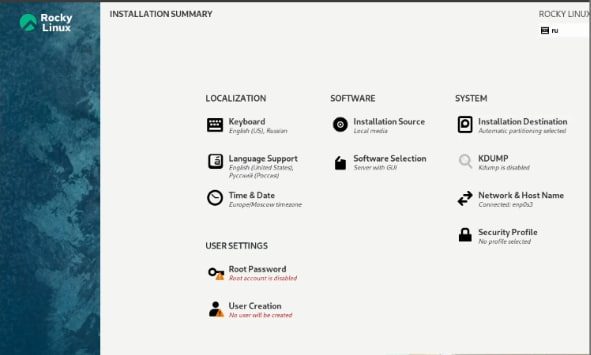 Rocky
Linux
INSTALLATION SUMMARY
ROCKY LINUX
ru
LOCALIZATION
Keyboard
English (US), Russian
Language Support
English (United States),
Русский (Россия)
Time & Date
Europe/Moscow timezone
SOFTWARE
Installation Source
Local media
Software Selection
Server with GUI
SYSTEM
Installation Destination
Automatic partitioning selected
KDUMP
Kdump is disabled
Network & Host Name
Connected: enp0s3
Security Profile
No profile selected
USER SETTINGS
Root Password
Root account is disabled
User Creation
No user will be created